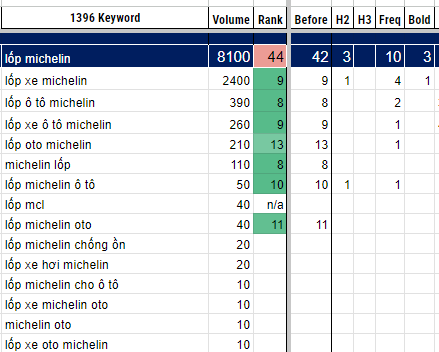 1396 Keyword Volume Rank Before H2 H3 Freq Bold
lốp michelin 8100 44 42 3 10 3
lốp xe michelin 2400 9 9 1 4 1
lốp ô tô michelin 390 8 8 2
lốp xe ô tô michelin 260 9 9 1
lốp oto michelin 210 13 13 1
michelin lốp 110 8 8
lốp michelin ô tô 50 10 10 1 1
lốp mcl 40 n/a
lốp michelin oto 40 11 11
lốp michelin chống ồn 20
lốp xe hơi michelin 20
lốp michelin cho ô tô 10
lốp xe michelin oto 10
michelin oto 10
lốp xe oto michelin 10